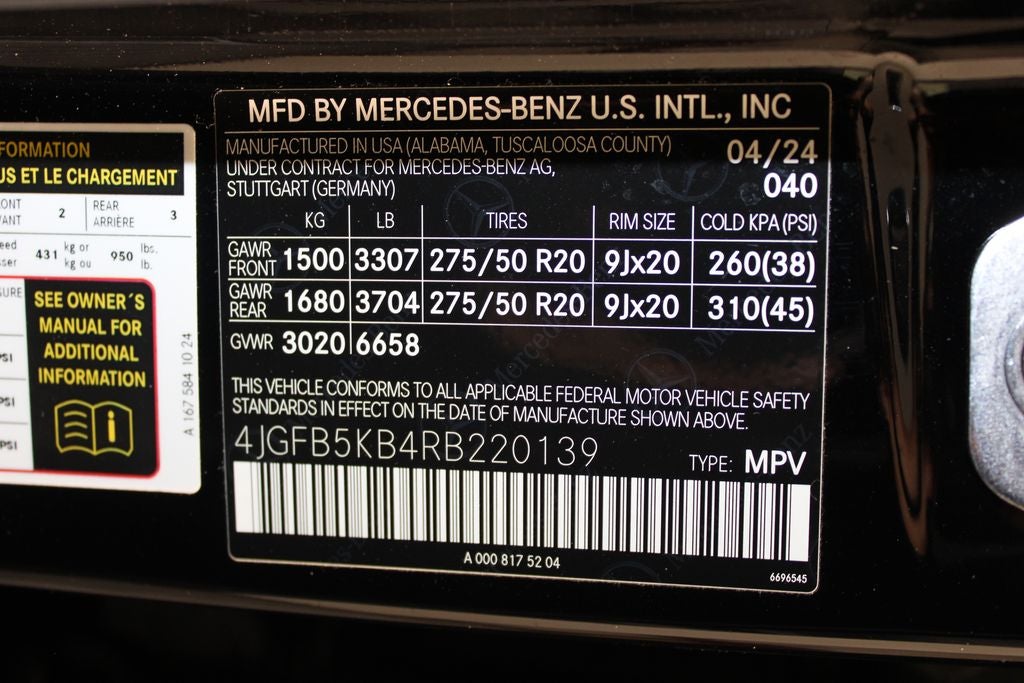 FORMATION
US ET LE CHARGEMENT
ONT
ANT
2
REAR
ARRIÈRE
3
431 kg or
kg ou
950 lbs.
lb.
SEE OWNER´S
MANUAL FOR
ADDITIONAL
INFORMATION
i
PSI
PSI
PSI
A 167 584 10 24
MFD BY MERCEDES-BENZ U.S. INTL., INC
MANUFACTURED IN USA (ALABAMA, TUSCALOOSA COUNTY) 04/24
UNDER CONTRACT FOR MERCEDES-BENZ AG,
STUTTGART (GERMANY) 040
KG LB TIRES RIM SIZE COLD KPA (PSI)
GAWR
FRONT 1500 3307 275/50 R20 9Jx20 260(38)
GAWR
REAR 1680 3704 275/50 R20 9Jx20 310(45)
GVWR 3020 6658
THIS VEHICLE CONFORMS TO ALL APPLICABLE FEDERAL MOTOR VEHICLE SAFETY
STANDARDS IN EFFECT ON THE DATE OF MANUFACTURE SHOWN ABOVE.
4JGFB5KB4RB220139
TYPE: MPV
A 000 817 52 04
6696545